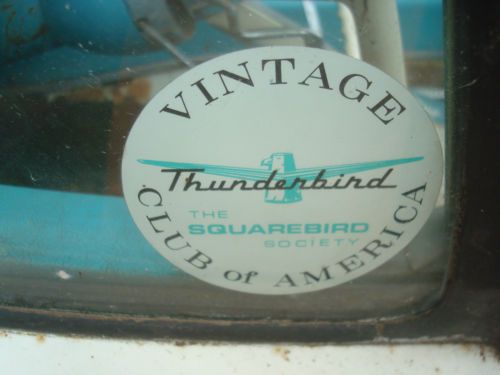 VINTAGE
Thunderbird
THE
SQUAREBIRD
SOCIETY
CLUB of AMERICA